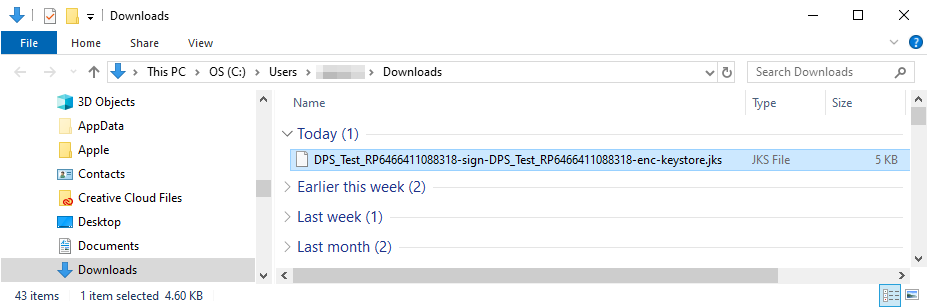 Downloads
File Home Share View
This PC OS (C:) Users Downloads Search Downloads
3D Objects
AppData
Apple
Contacts
Creative Cloud Files
Desktop
Documents
Downloads
Name Type Size
Today (1)
DPS_Test_RP6466411088318-sign-DPS_Test_RP6466411088318-enc-keystore.jks JKS File 5 KB
Earlier this week (2)
Last week (1)
Last month (2)
43 items 1 item selected 4.60 KB